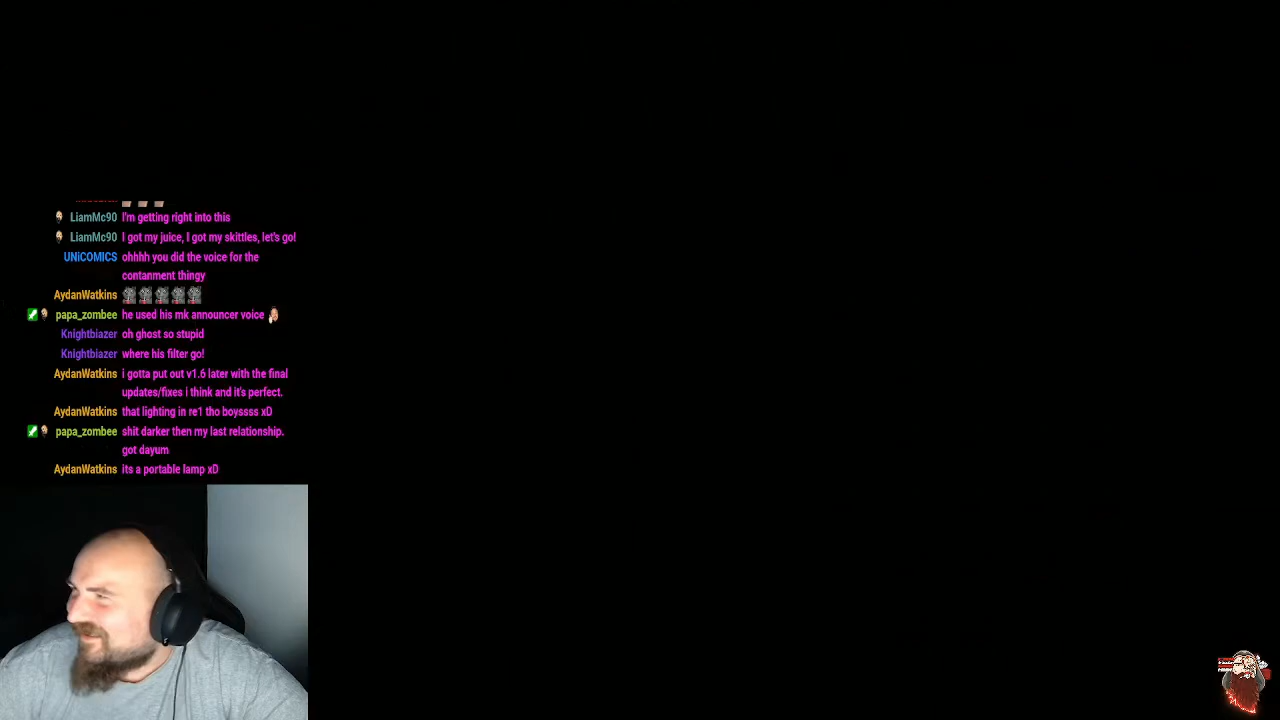 LiamMc90 I'm getting right into this
LiamMc90 I got my juice, I got my skittles, let's go!
UNiCOMICS ohhhh you did the voice for the
contanment thingy
AydanWatkins
papa_zombee he used his mk announcer voice
Knightbiazer oh ghost so stupid
Knightbiazer where his filter go!
AydanWatkins i gotta put out v1.6 later with the final
updates/fixes i think and it's perfect.
AydanWatkins that lighting in re1 tho boyssss xD
papa_zombee shit darker then my last relationship.
got dayum
AydanWatkins its a portable lamp xD